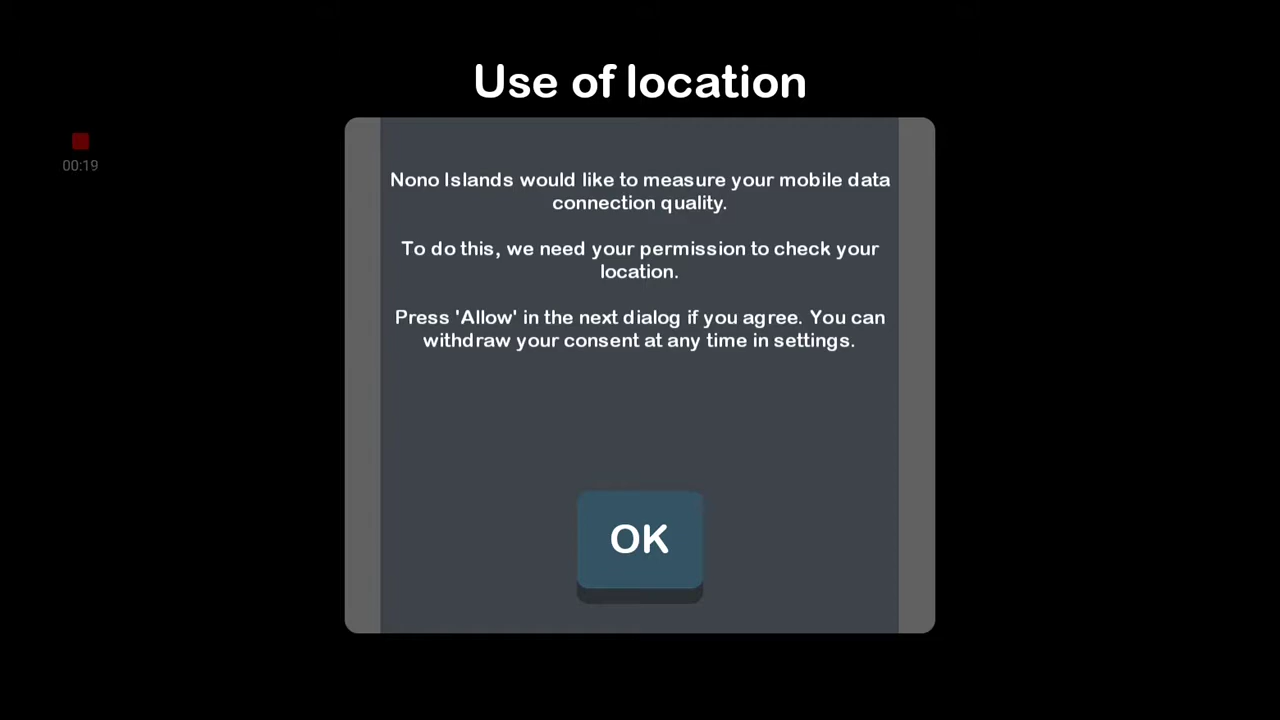 Use of location
00:19
Nono Islands would like to measure your mobile data
connection quality.
To do this, we need your permission to check your
location.
Press 'Allow' in the next dialog if you agree. You can
withdraw your consent at any time in settings.
OK